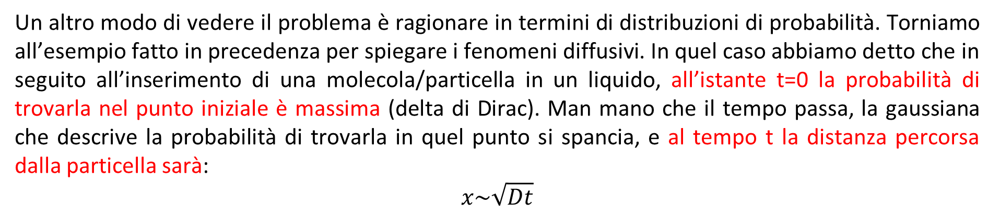 Un altro modo di vedere il problema è ragionare in termini di distribuzioni di probabilità. Torniamo
all’esempio fatto in precedenza per spiegare i fenomeni diffusivi. In quel caso abbiamo detto che in
seguito all’inserimento di una molecola/particella in un liquido, all’istante t=0 la probabilità di
trovarla nel punto iniziale è massima (delta di Dirac). Man mano che il tempo passa, la gaussiana
che descrive la probabilità di trovarla in quel punto si spancia, e al tempo t la distanza percorsa
dalla particella sarà:
x~√Dt